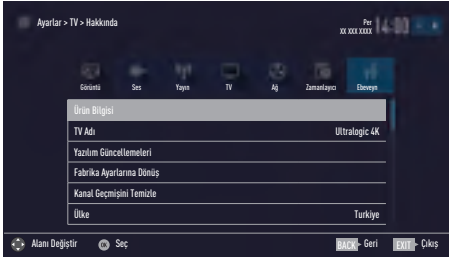 Ayarlar > TV > Hakkında
Per
xx xxx xxxx
Görüntü Ses Yayın TV Ağ Zamanlayıcı Ebeveyn
Ürün Bilgisi
TV Adı Ultralogic 4K
Yazılım Güncellemeleri
Fabrika Ayarlarına Dönüş
Kanal Geçmişini Temizle
Ülke Turkiye
Alanı Değiştir OK Seç BACK Geri EXIT Çıkış